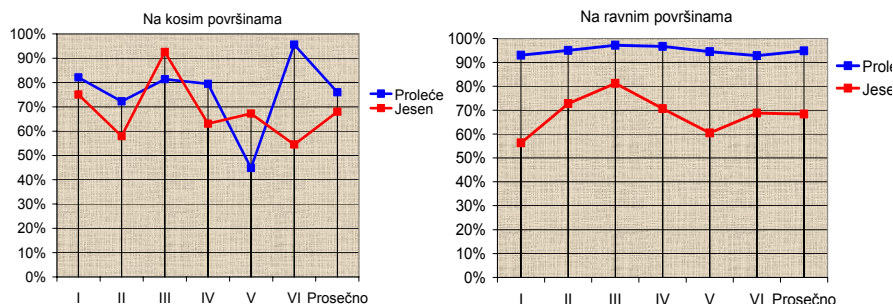 Na kosim površinama
100%
90%
80%
70%
60%
50%
40%
30%
20%
10%
0%
I II III IV V VI Prosečno
Proleće
Jesen
Na ravnim površinama
100%
90%
80%
70%
60%
50%
40%
30%
20%
10%
0%
I II III IV V VI Prosečno
Prole
Jesen